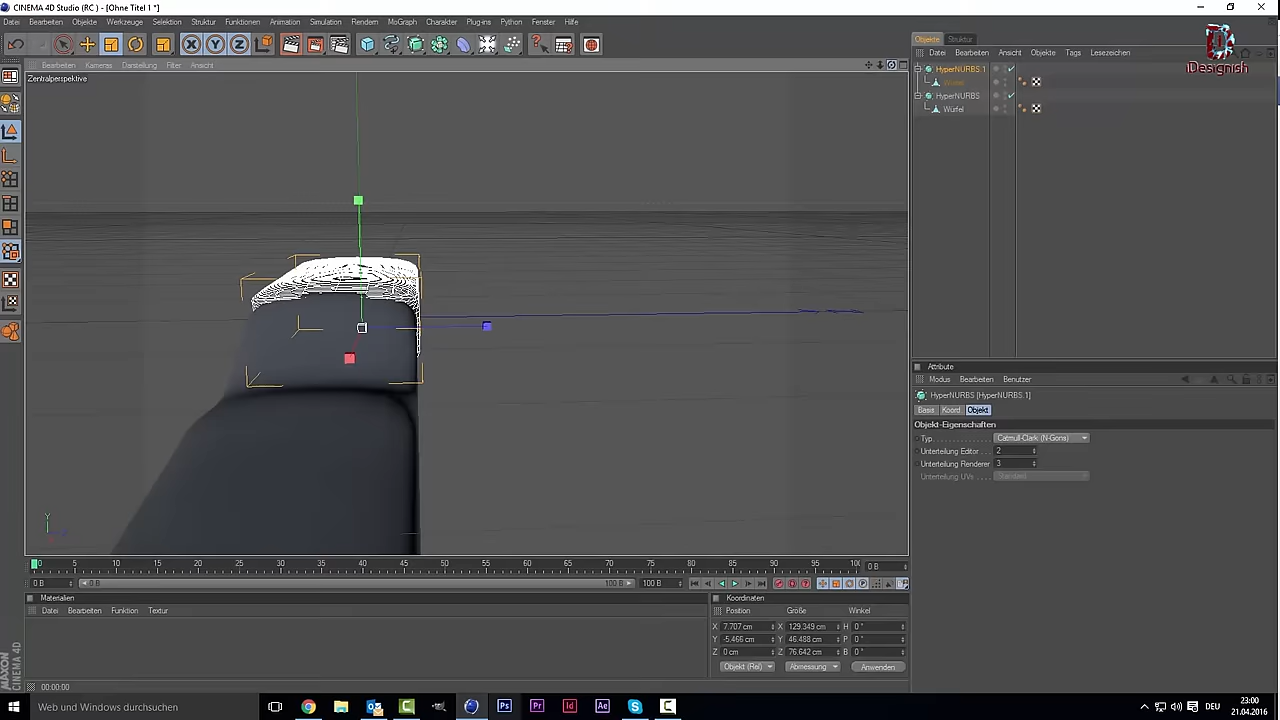 CINEMA 4D Studio (RC ) - [Ohne Titel 1 *]
Datei Bearbeiten Objekte Werkzeuge Selektion Struktur Funktionen Animation Simulation Rendern MoGraph Charakter Plug-ins Python Fenster Hilfe
Bearbeiten Kameras Darstellung Filter Ansicht
Zentralperspektive
Objekte Struktur
Datei Bearbeiten Ansicht Objekte Tags Lesezeichen
iDesignish
HyperNURBS.1
HyperNURBS
Würfel
Attribute
Modus Bearbeiten Benutzer
HyperNURBS [HyperNURBS.1]
Basis Koord. Objekt
Objekt-Eigenschaften
Typ Catmull-Clark (N-Gons)
Unterteilung Editor 2
Unterteilung Renderer 3
Unterteilung UVs Standard
Y
0 5 10 15 20 25 30 35 40 45 50 55 60 65 70 75 80 85 90 95 100 0 B
0 B 0 B 100 B 100 B
Materialien
Datei Bearbeiten Funktion Textur
Koordinaten
Position Größe Winkel
X 7.707 cm X 129.349 cm H 0 °
Y -5.466 cm Y 46.488 cm P 0 °
Z 0 cm Z 76.642 cm B 0 °
Objekt (Rel) Abmessung Anwenden
MAXON CINEMA 4D
00:00:00
Web und Windows durchsuchen
Ps Pr Id Ae
DEU
23:00
21.04.2016